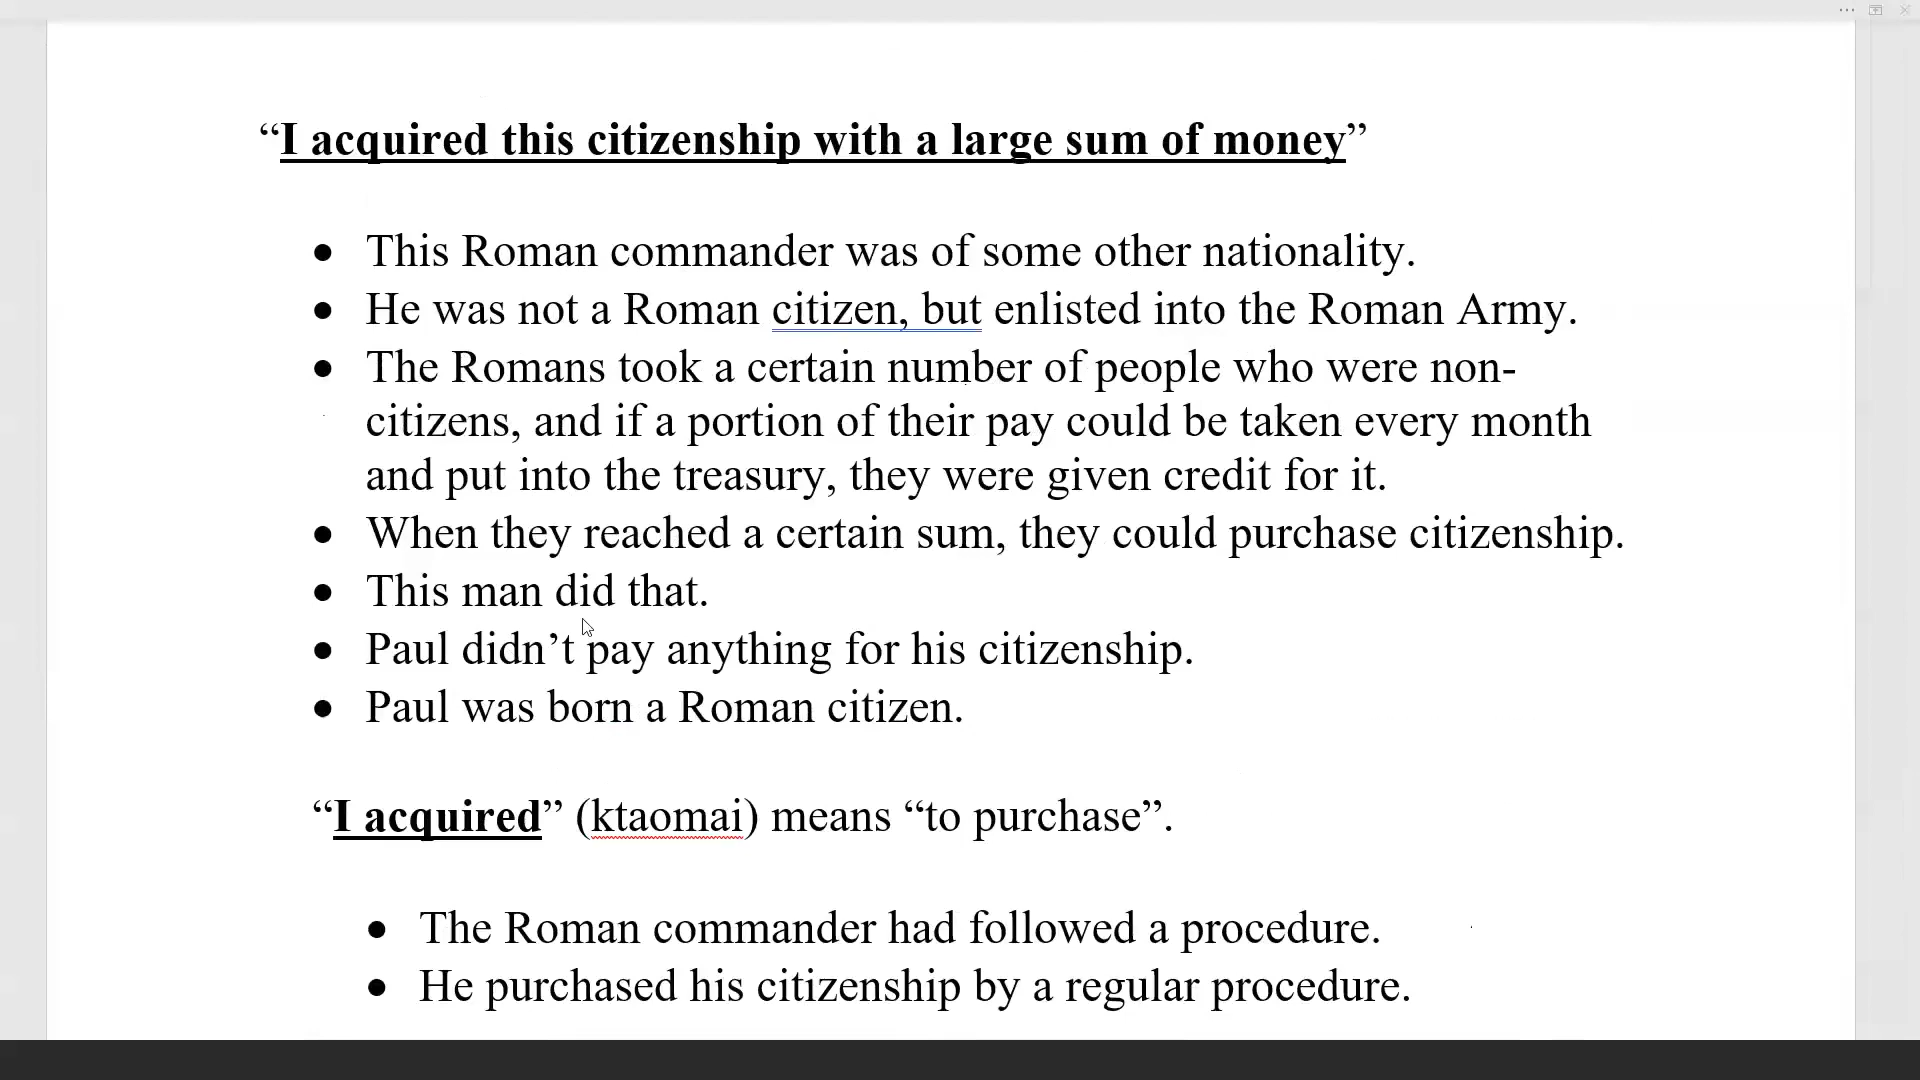 “I acquired this citizenship with a large sum of money”
• This Roman commander was of some other nationality.
• He was not a Roman citizen, but enlisted into the Roman Army.
• The Romans took a certain number of people who were non-
citizens, and if a portion of their pay could be taken every month
and put into the treasury, they were given credit for it.
• When they reached a certain sum, they could purchase citizenship.
• This man did that.
• Paul didn’t pay anything for his citizenship.
• Paul was born a Roman citizen.
“I acquired” (ktaomai) means “to purchase”.
• The Roman commander had followed a procedure.
• He purchased his citizenship by a regular procedure.